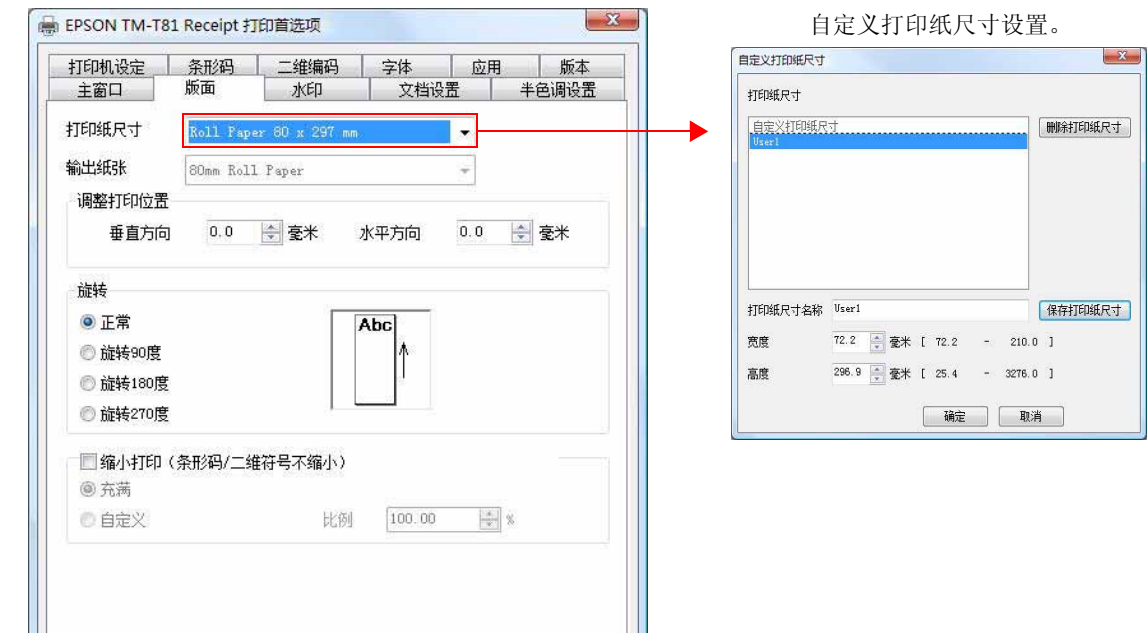 EPSON TM-T81 Receipt 打印首选项
打印机设定 条形码 二维编码 字体 应用 版本
主窗口 版面 水印 文档设置 半色调设置
打印纸尺寸 Roll Paper 80 x 297 mm
输出纸张 80mm Roll Paper
调整打印位置
垂直方向 0.0 毫米 水平方向 0.0 毫米
旋转
正常
旋转90度
旋转180度
旋转270度
Abc
缩小打印（条形码/二维符号不缩小）
充满
自定义 比例 100.00 %
自定义打印纸尺寸设置。
自定义打印纸尺寸
打印纸尺寸
自定义打印纸尺寸
User1
删除打印纸尺寸
打印纸尺寸名称 User1 保存打印纸尺寸
宽度 72.2 毫米 [ 72.2 - 210.0 ]
高度 296.9 毫米 [ 25.4 - 3276.0 ]
确定 取消